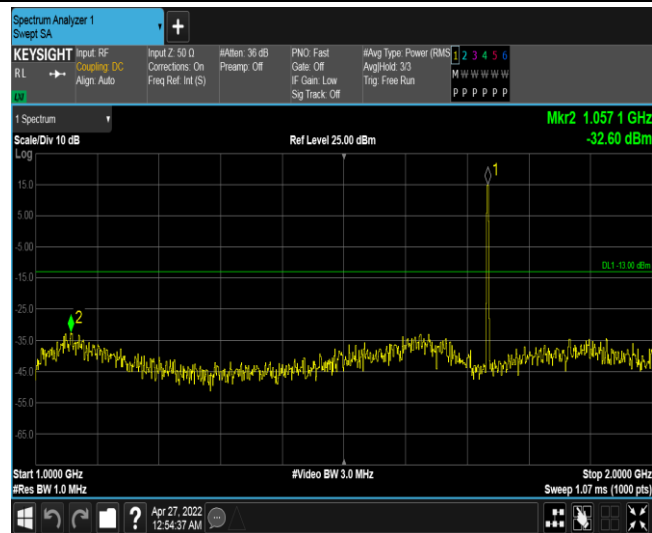 Spectrum Analyzer 1
Swept SA
+
KEYSIGHT
RL
Input: RF
Coupling: DC
Align: Auto
Input Z: 50 Ω
Corrections: On
Freq Ref: Int (S)
#Atten: 36 dB
Preamp: Off
PNO: Fast
Gate: Off
IF Gain: Low
Sig Track: Off
#Avg Type: Power (RMS
Avg|Hold: 3/3
Trig: Free Run
1 2 3 4 5 6
M W W W W W
P P P P P P
1 Spectrum
Mkr2 1.057 1 GHz
Scale/Div 10 dB
Ref Level 25.00 dBm
-32.60 dBm
Log
1
15.0
5.00
-5.00
DL1 -13.00 dBm
-15.0
-25.0
2
-35.0
-45.0
-55.0
-65.0
Start 1.0000 GHz
#Video BW 3.0 MHz
Stop 2.0000 GHz
#Res BW 1.0 MHz
Sweep 1.07 ms (1000 pts)
?
Apr 27, 2022
12:54:37 AM